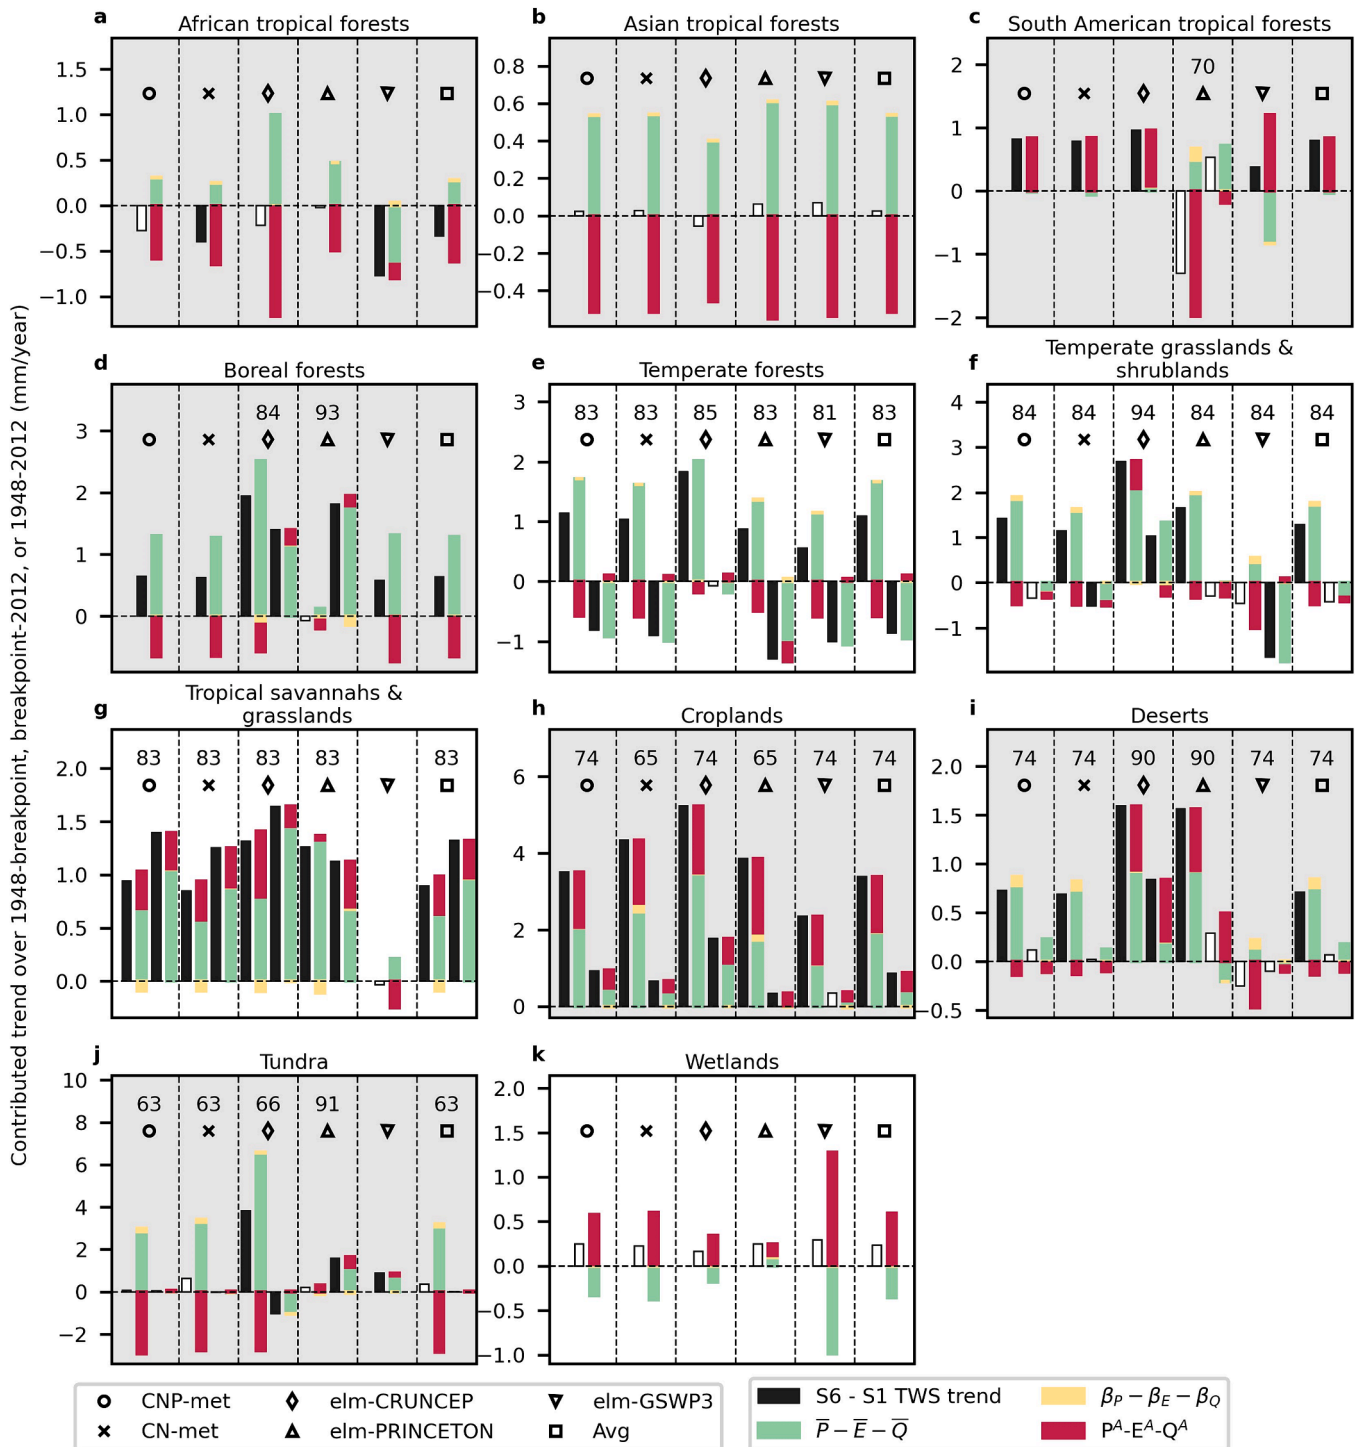 a African tropical forests
1.5
1.0
0.5
0.0
−0.5
−1.0
b Asian tropical forests
0.8
0.6
0.4
0.2
0.0
−0.2
−0.4
c South American tropical forests
70
2
1
0
−1
−2
Contributed trend over 1948-breakpoint, breakpoint-2012, or 1948-2012 (mm/year)
d Boreal forests
84 93
3
2
1
0
e Temperate forests
83 83 85 83 81 83
3
2
1
0
−1
f Temperate grasslands &
shrublands
84 84 94 84 84 84
4
3
2
1
0
−1
g Tropical savannahs &
grasslands
83 83 83 83 83
2.0
1.5
1.0
0.5
0.0
h Croplands
74 65 74 65 74 74
6
4
2
0
i Deserts
74 74 90 90 74 74
2.0
1.5
1.0
0.5
0.0
−0.5
j Tundra
63 63 66 91 63
10
8
6
4
2
0
−2
k Wetlands
2.0
1.5
1.0
0.5
0.0
−0.5
−1.0
CNP-met elm-CRUNCEP elm-GSWP3
CN-met elm-PRINCETON Avg
S6 - S1 TWS trend β_P − β_E − β_Q
P̅ − E̅ − Q̅ P^A-E^A-Q^A